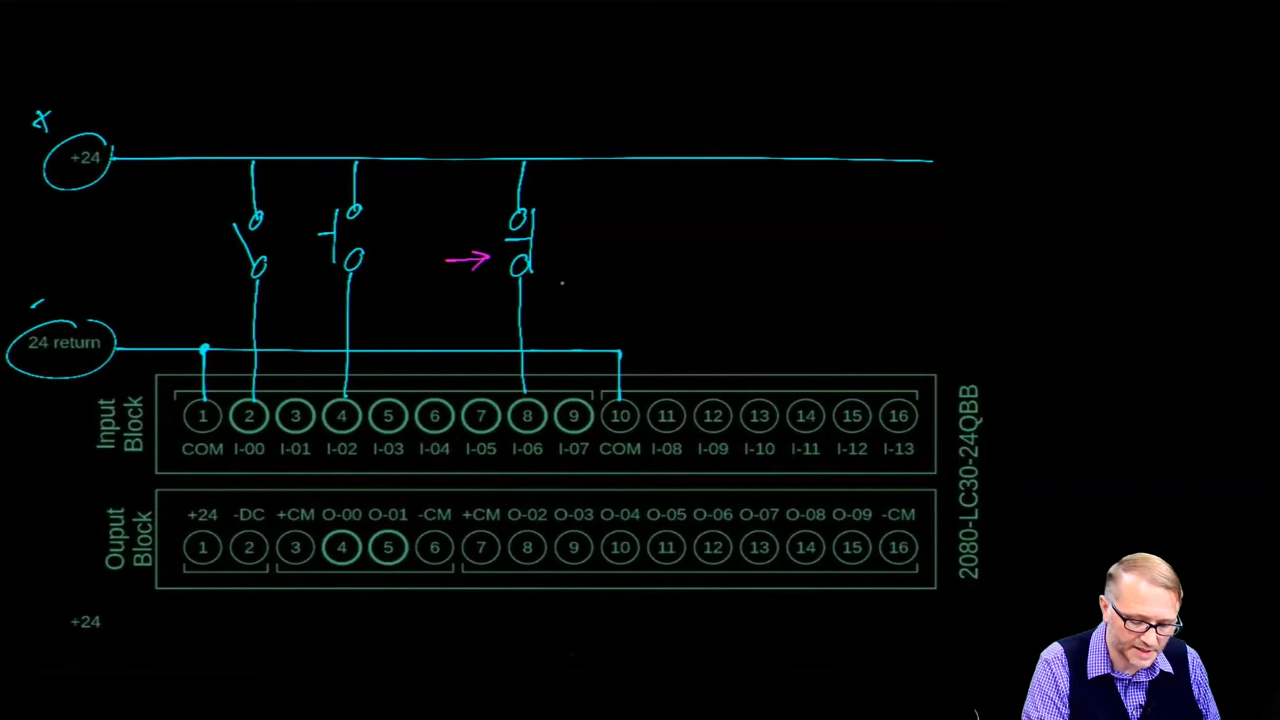 +
+24
-
24 return
Input
Block
1 2 3 4 5 6 7 8 9 10 11 12 13 14 15 16
COM I-00 I-01 I-02 I-03 I-04 I-05 I-06 I-07 COM I-08 I-09 I-10 I-11 I-12 I-13
Ouput
Block
+24 -DC +CM O-00 O-01 -CM +CM O-02 O-03 O-04 O-05 O-06 O-07 O-08 O-09 -CM
1 2 3 4 5 6 7 8 9 10 11 12 13 14 15 16
2080-LC30-24QBB
+24